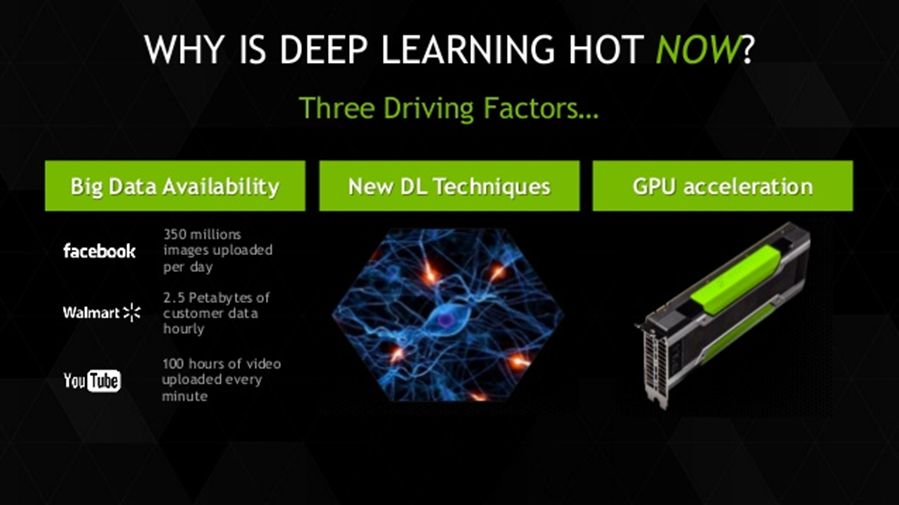 WHY IS DEEP LEARNING HOT NOW?
Three Driving Factors...
Big Data Availability
facebook
350 millions
images uploaded
per day
Walmart
2.5 Petabytes of
customer data
hourly
YouTube
100 hours of video
uploaded every
minute
New DL Techniques
GPU acceleration